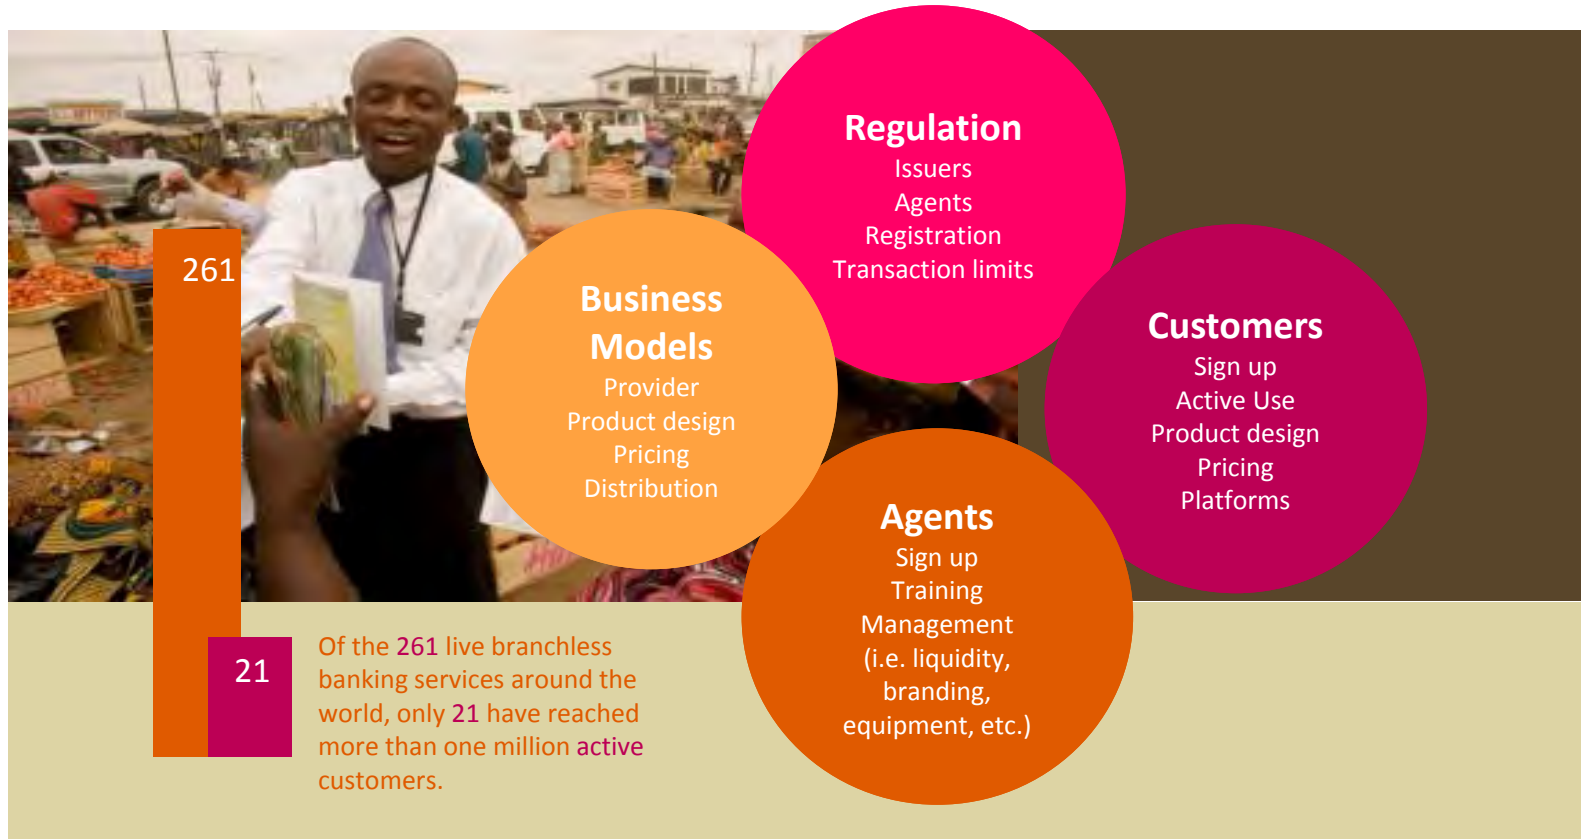 Regulation
Issuers
Agents
Registration
Transaction limits
261
Business
Models
Provider
Product design
Pricing
Distribution
Customers
Sign up
Active Use
Product design
Pricing
Platforms
Agents
Sign up
Training
Management
(i.e. liquidity,
branding,
equipment, etc.)
21
Of the 261 live branchless
banking services around the
world, only 21 have reached
more than one million active
customers.